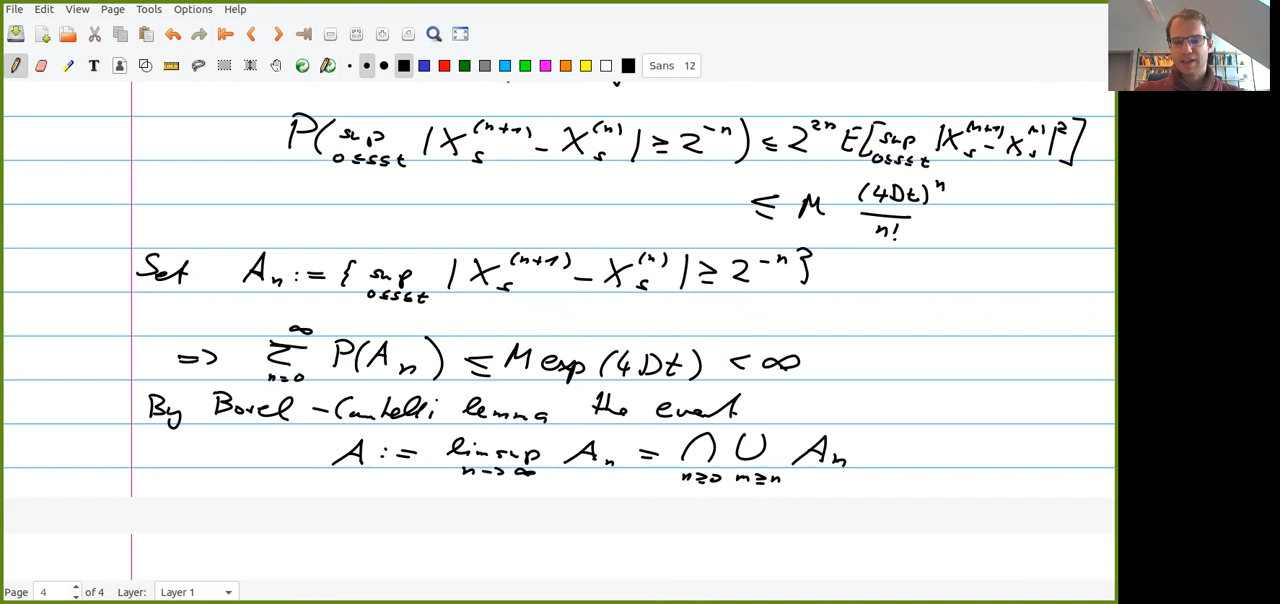 File Edit View Page Tools Options Help
Sans 12
P( sup_{0≤s≤t} | X_s^{(n+1)} - X_s^{(n)} | ≥ 2^{-n} ) ≤ 2^{2n} E[ sup_{0≤s≤t} | X_s^{(n+1)} - X_s^{(n)} |^2 ]
≤ M (4Dt)^n / n!
Set A_n := { sup_{0≤s≤t} | X_s^{(n+1)} - X_s^{(n)} | ≥ 2^{-n} }
=> ∑_{n=0}^∞ P(A_n) ≤ M exp(4Dt) < ∞
By Borel-Cantelli lemma the event
A := limsup_{n→∞} A_n = ⋂_{n≥0} ⋃_{m≥n} A_n
Page 4 of 4 Layer: Layer 1